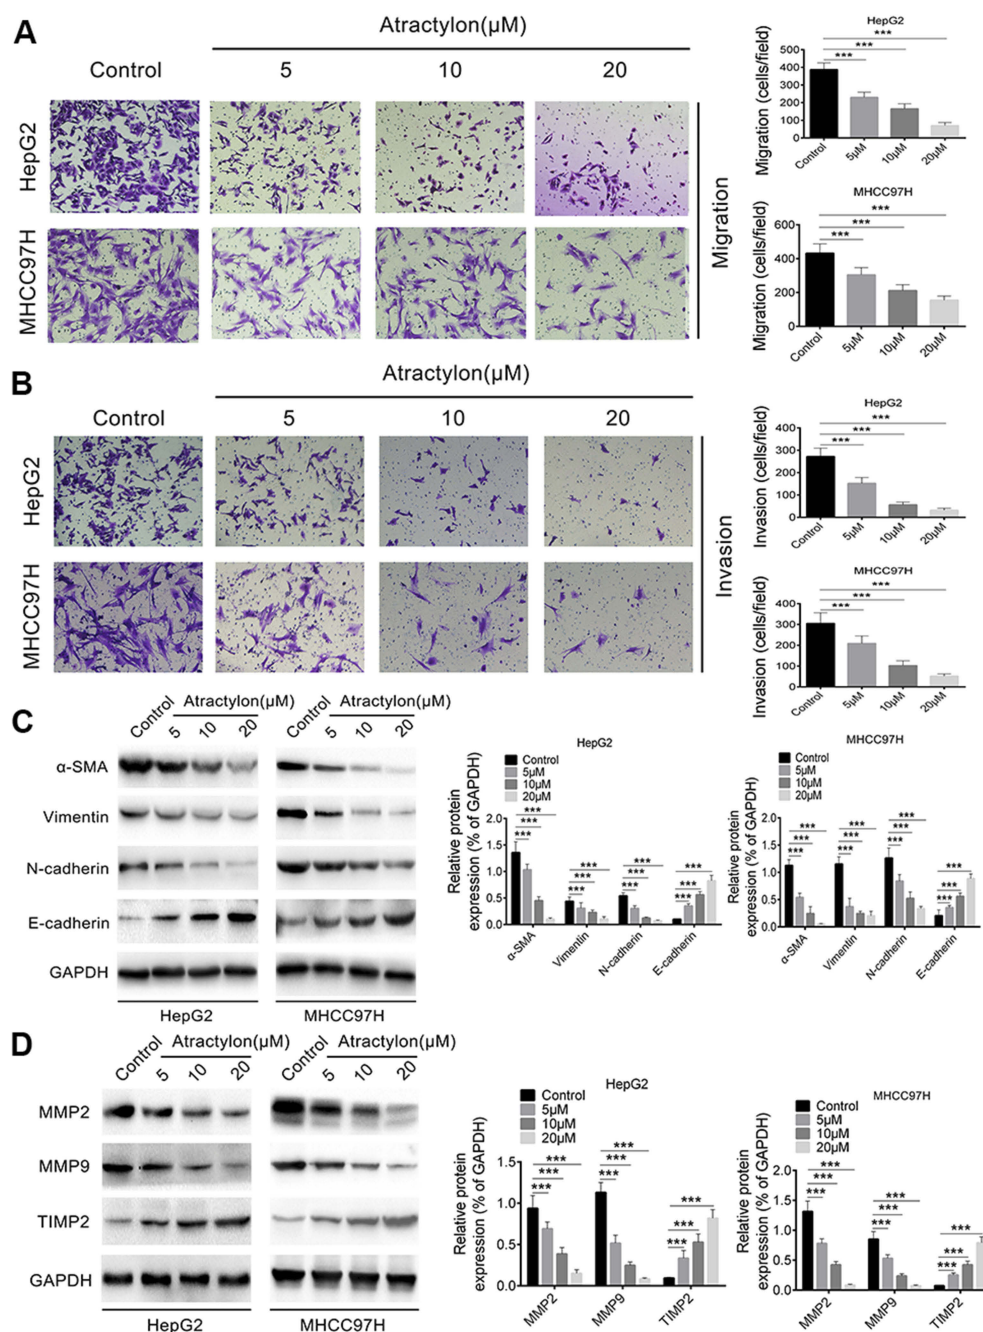 A
Atractylon(µM)
Control 5 10 20
HepG2
MHCC97H
Migration
HepG2
Migration (cells/field)
500
400
300
200
100
0
***
***
***
Control 5µM 10µM 20µM
MHCC97H
Migration (cells/field)
600
400
200
0
***
***
***
Control 5µM 10µM 20µM
B
Atractylon(µM)
Control 5 10 20
HepG2
MHCC97H
Invasion
HepG2
Invasion (cells/field)
400
300
200
100
0
***
***
***
Control 5µM 10µM 20µM
MHCC97H
Invasion (cells/field)
400
300
200
100
0
***
***
***
Control 5µM 10µM 20µM
C
Control Atractylon(µM) 5 10 20
Control Atractylon(µM) 5 10 20
α-SMA
Vimentin
N-cadherin
E-cadherin
GAPDH
HepG2 MHCC97H
HepG2
Control
5µM
10µM
20µM
Relative protein
expression (% of GAPDH)
2.0
1.5
1.0
0.5
0.0
*** *** *** ***
*** *** *** ***
*** *** *** ***
α-SMA Vimentin N-cadherin E-cadherin
MHCC97H
Control
5µM
10µM
20µM
Relative protein
expression (% of GAPDH)
2.0
1.5
1.0
0.5
0.0
*** *** *** ***
*** *** *** ***
*** *** *** ***
α-SMA Vimentin N-cadherin E-cadherin
D
Control Atractylon(µM) 5 10 20
Control Atractylon(µM) 5 10 20
MMP2
MMP9
TIMP2
GAPDH
HepG2 MHCC97H
HepG2
Control
5µM
10µM
20µM
Relative protein
expression (% of GAPDH)
1.5
1.0
0.5
0.0
*** *** ***
*** *** ***
*** *** ***
MMP2 MMP9 TIMP2
MHCC97H
Control
5µM
10µM
20µM
Relative protein
expression (% of GAPDH)
2.0
1.5
1.0
0.5
0.0
*** *** ***
*** *** ***
*** *** ***
MMP2 MMP9 TIMP2